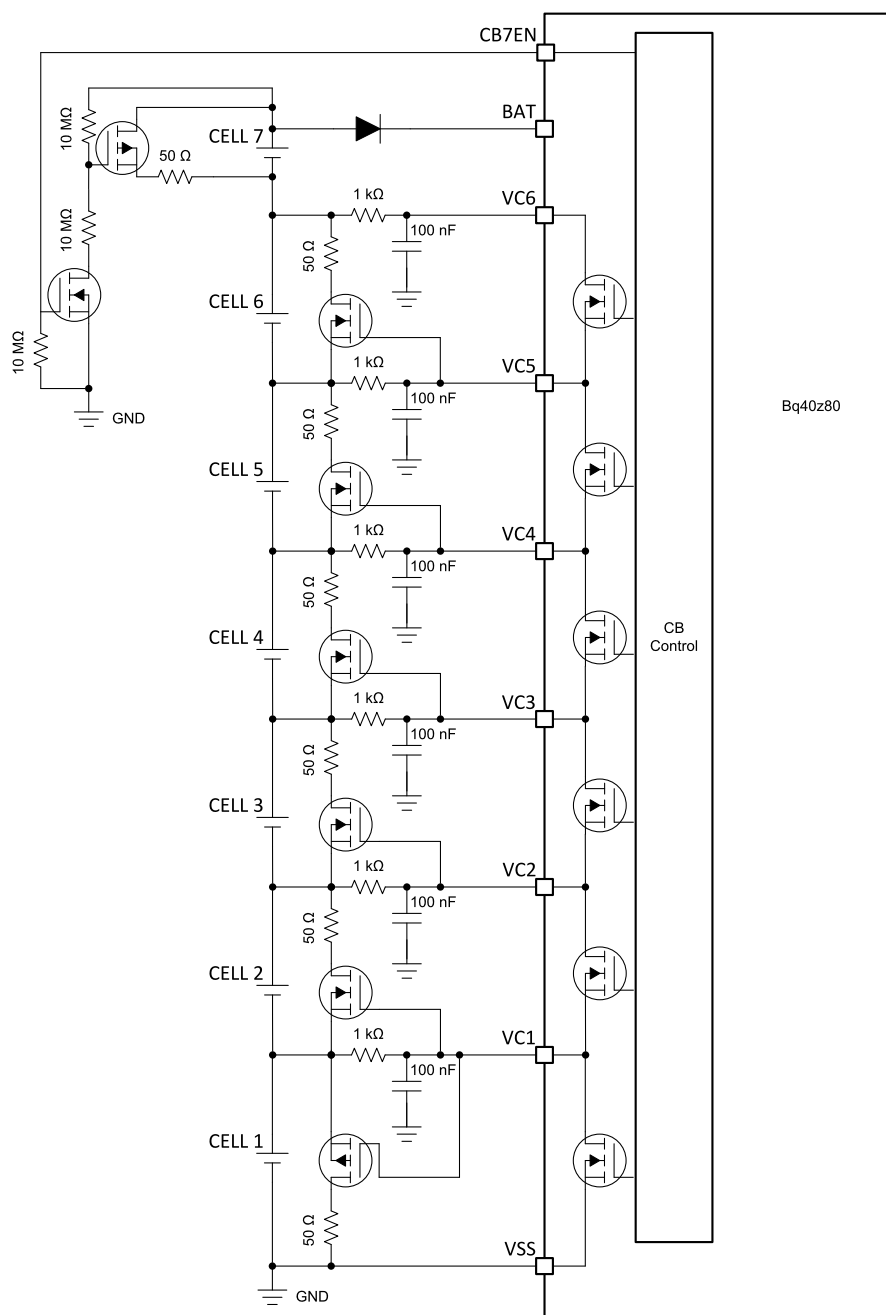 CB7EN
BAT
10 MΩ
CELL 7
50 Ω
1 kΩ
VC6
100 nF
10 MΩ
50 Ω
CELL 6
10 MΩ
1 kΩ
VC5
100 nF
Bq40z80
GND
50 Ω
CELL 5
1 kΩ
VC4
100 nF
50 Ω
CELL 4
CB
Control
1 kΩ
VC3
100 nF
50 Ω
CELL 3
1 kΩ
VC2
100 nF
50 Ω
CELL 2
1 kΩ
VC1
100 nF
CELL 1
50 Ω
VSS
GND